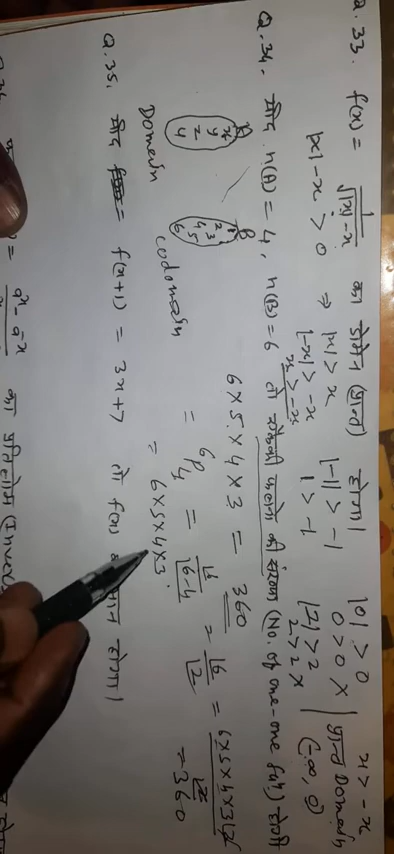 Q. 33. f(x) = 1/√|x|-x का डोमेन (प्रान्त) होगा।
|x| - x > 0 ⇒ |x| > x
|-x| > -x
x > -x
|-1| > -1
1 > -1
|0| > 0
0 > 0 ×
|2| > 2
2 > 2 ×
x > -x
प्रान्त Domain
(-∞, 0)
Q. 34. यदि n(A) = 4, n(B) = 6 तो एकैकी फलनों की संख्या (No. of one-one fun) होगी
A
x
y
z
4
B
1
2
3
4
5
6
Domain
codomain
6 × 5 × 4 × 3 = 360
= 6P4 = |6/|6-4 = |6/|2 = 6×5×4×3|2/|2
= 6×5×4×3
= 360
Q. 35. यदि f(x+1) = 3x+7 तो f(x) का मान होगा।
= a^x - a^-x का प्रतिलोम (Inve